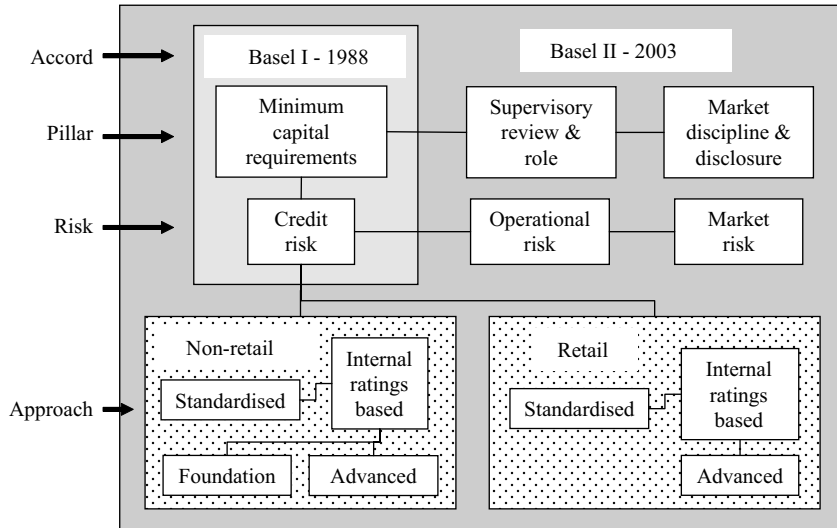 Accord
Basel I - 1988
Basel II - 2003
Pillar
Minimum
capital
requirements
Supervisory
review &
role
Market
discipline &
disclosure
Risk
Credit
risk
Operational
risk
Market
risk
Approach
Non-retail
Internal
ratings
based
Standardised
Foundation
Advanced
Retail
Internal
ratings
based
Standardised
Advanced